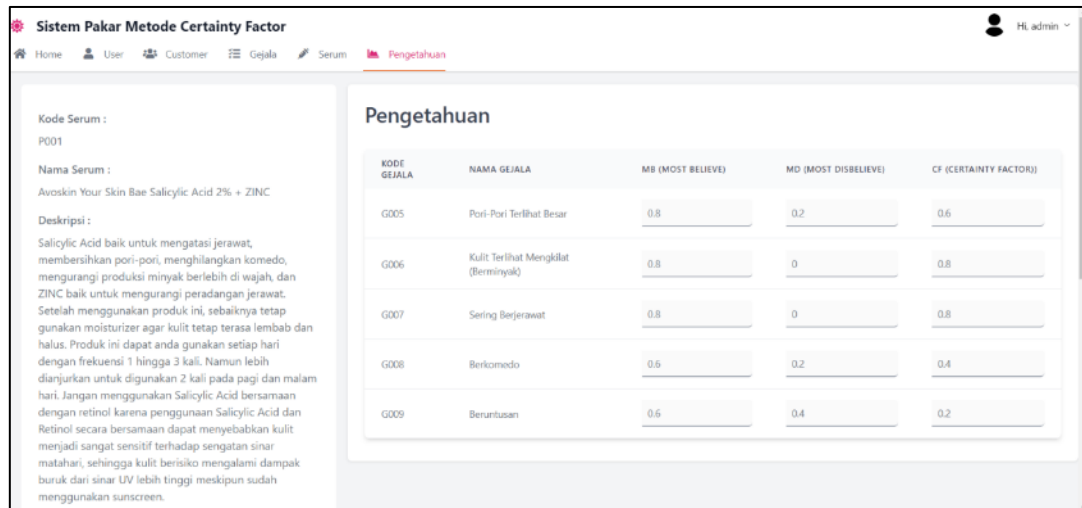 Sistem Pakar Metode Certainty Factor
Hi, admin
Home User Customer Gejala Serum Pengetahuan
Kode Serum :
P001
Nama Serum :
Avoskin Your Skin Bae Salicylic Acid 2% + ZINC
Deskripsi :
Salicylic Acid baik untuk mengatasi jerawat,
membersihkan pori-pori, menghilangkan komedo,
mengurangi produksi minyak berlebih di wajah, dan
ZINC baik untuk mengurangi peradangan jerawat.
Setelah menggunakan produk ini, sebaiknya tetap
gunakan moisturizer agar kulit tetap terasa lembab dan
halus. Produk ini dapat anda gunakan setiap hari
dengan frekuensi 1 hingga 3 kali. Namun lebih
dianjurkan untuk digunakan 2 kali pada pagi dan malam
hari. Jangan menggunakan Salicylic Acid bersamaan
dengan retinol karena penggunaan Salicylic Acid dan
Retinol secara bersamaan dapat menyebabkan kulit
menjadi sangat sensitif terhadap sengatan sinar
matahari, sehingga kulit berisiko mengalami dampak
buruk dari sinar UV lebih tinggi meskipun sudah
menggunakan sunscreen.
Pengetahuan
KODE GEJALA NAMA GEJALA MB (MOST BELIEVE) MD (MOST DISBELIEVE) CF (CERTAINTY FACTOR))
G005 Pori-Pori Terlihat Besar 0.8 0.2 0.6
G006 Kulit Terlihat Mengkilat (Berminyak) 0.8 0 0.8
G007 Sering Berjerawat 0.8 0 0.8
G008 Berkomedo 0.6 0.2 0.4
G009 Beruntusan 0.6 0.4 0.2